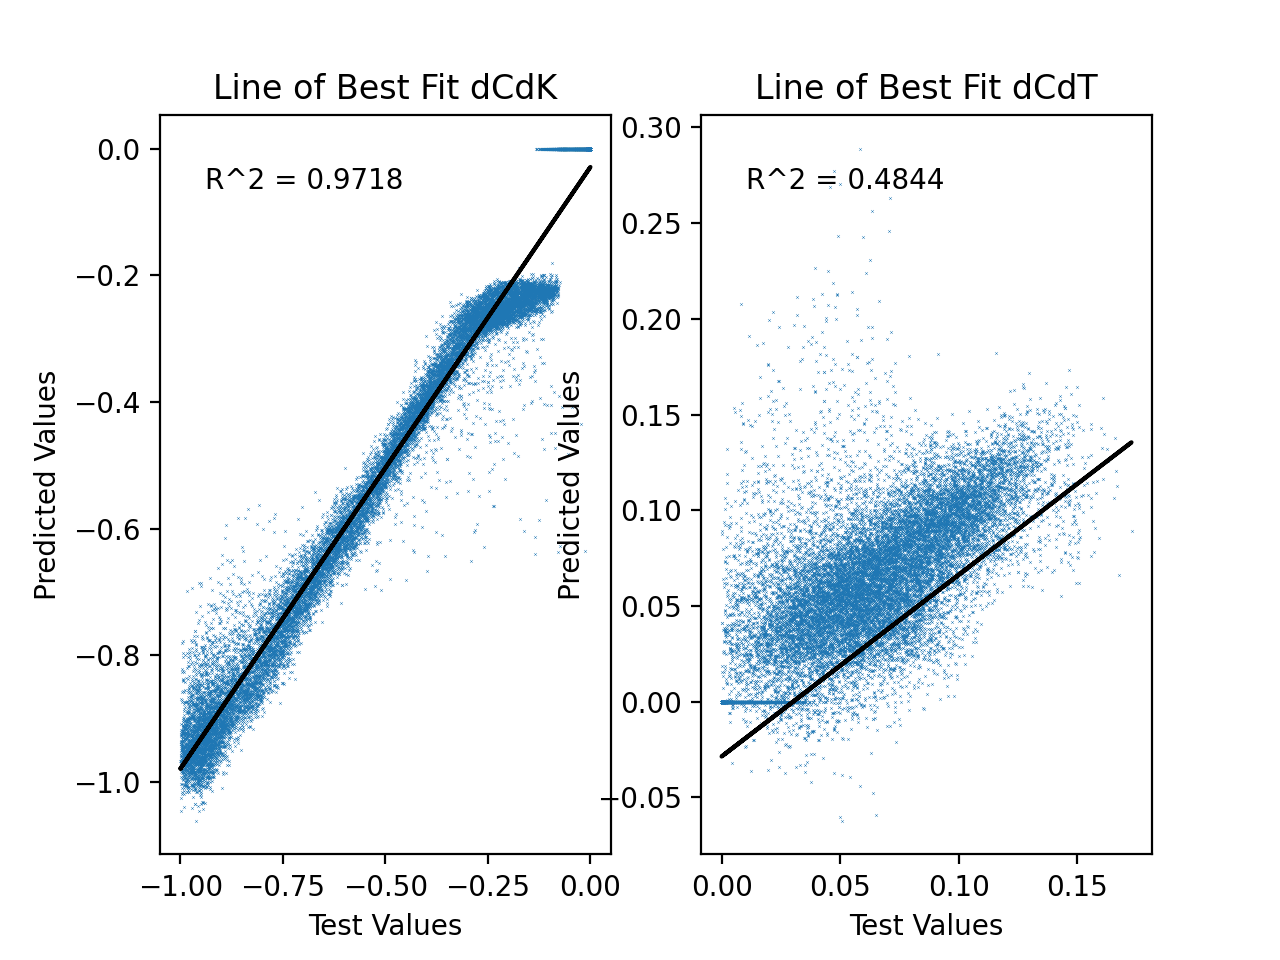 Line of Best Fit dCdK
R^2 = 0.9718
Predicted Values
0.0
−0.2
−0.4
−0.6
−0.8
−1.0
−1.00 −0.75 −0.50 −0.25 0.00
Test Values
Line of Best Fit dCdT
R^2 = 0.4844
Predicted Values
0.30
0.25
0.20
0.15
0.10
0.05
0.00
−0.05
0.00 0.05 0.10 0.15
Test Values